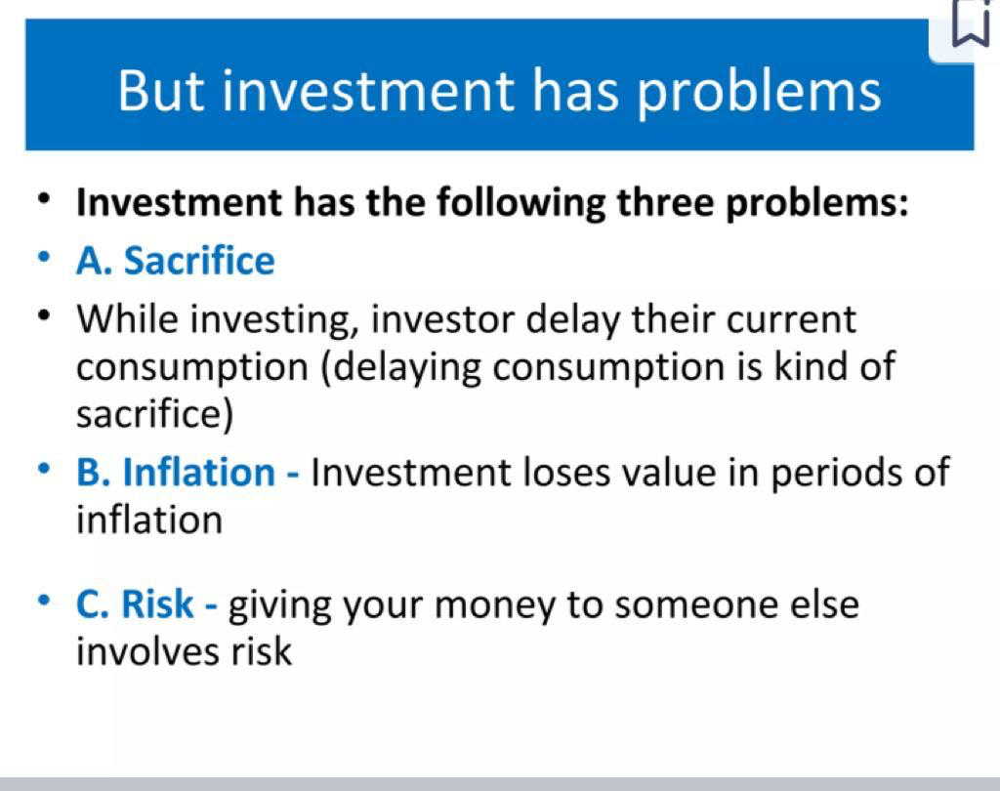 But investment has problems
• Investment has the following three problems:
• A. Sacrifice
• While investing, investor delay their current
consumption (delaying consumption is kind of
sacrifice)
• B. Inflation - Investment loses value in periods of
inflation
• C. Risk - giving your money to someone else
involves risk